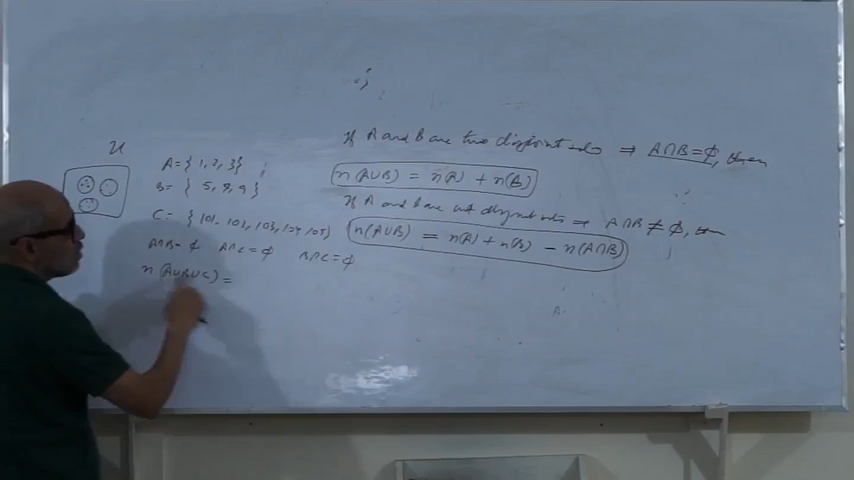 If A and B are two disjoint sets ⇒ A∩B = ϕ, then
n(A∪B) = n(A) + n(B)
If A and B are not disjoint sets ⇒ A∩B ≠ ϕ, then
n(A∪B) = n(A) + n(B) - n(A∩B)
U
A = { 1, 2, 3}
B = { 5, 7, 9}
C = { 101, 102, 103, 104, 105}
A∩B = ϕ A∩C = ϕ B∩C = ϕ
n(A∪B∪C) =